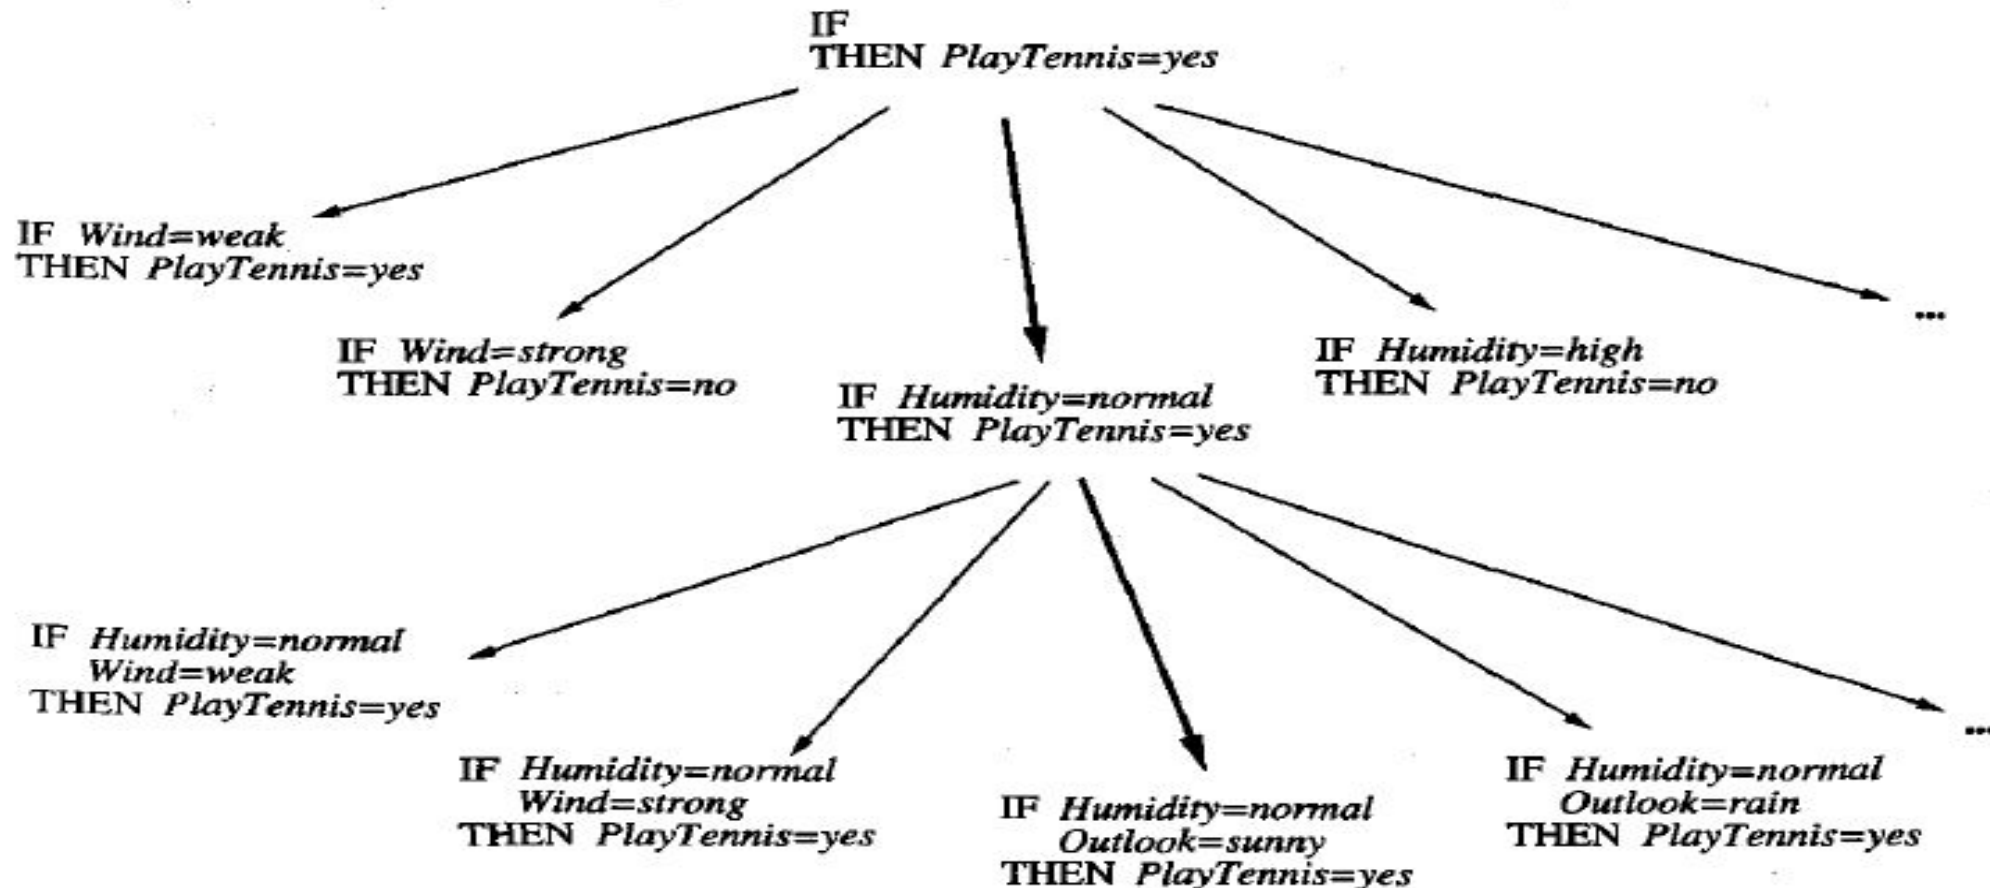 IF
THEN PlayTennis=yes
IF Wind=weak
THEN PlayTennis=yes
IF Wind=strong
THEN PlayTennis=no
IF Humidity=normal
THEN PlayTennis=yes
IF Humidity=high
THEN PlayTennis=no
...
IF Humidity=normal
Wind=weak
THEN PlayTennis=yes
IF Humidity=normal
Wind=strong
THEN PlayTennis=yes
IF Humidity=normal
Outlook=sunny
THEN PlayTennis=yes
IF Humidity=normal
Outlook=rain
THEN PlayTennis=yes
...